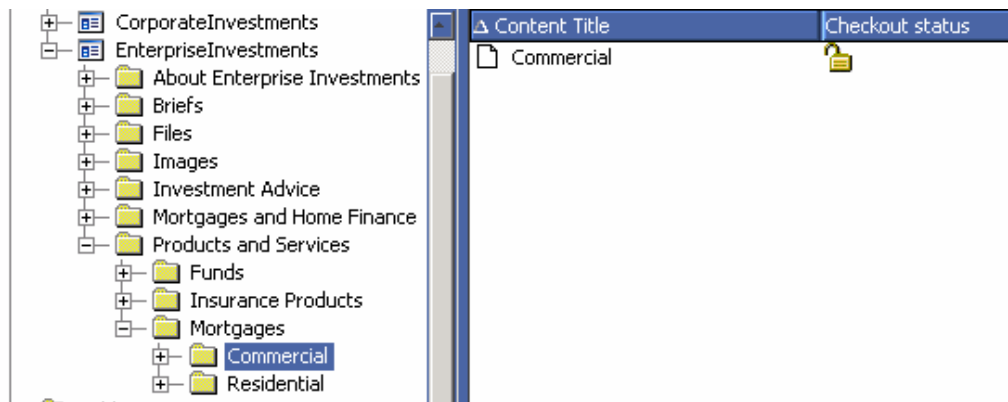 CorporateInvestments
EnterpriseInvestments
About Enterprise Investments
Briefs
Files
Images
Investment Advice
Mortgages and Home Finance
Products and Services
Funds
Insurance Products
Mortgages
Commercial
Residential
Content Title Checkout status
Commercial